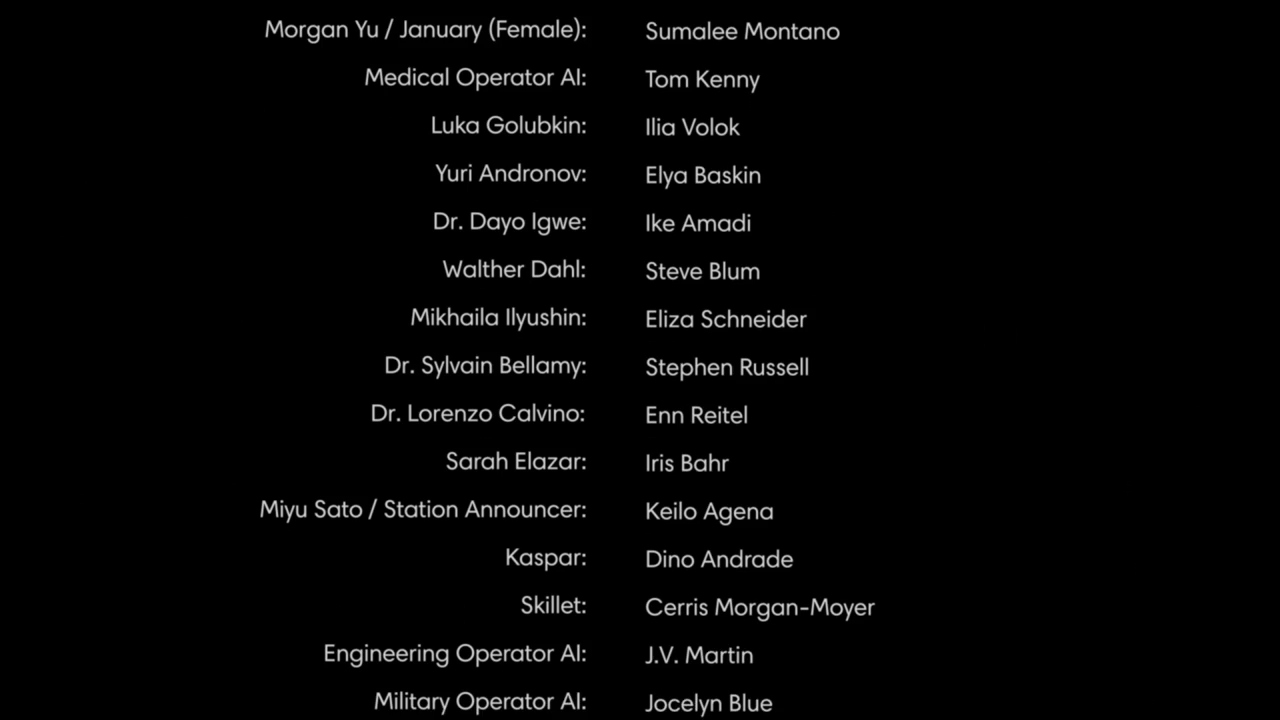 Morgan Yu / January (Female): Sumalee Montano
Medical Operator AI: Tom Kenny
Luka Golubkin: Ilia Volok
Yuri Andronov: Elya Baskin
Dr. Dayo Igwe: Ike Amadi
Walther Dahl: Steve Blum
Mikhaila Ilyushin: Eliza Schneider
Dr. Sylvain Bellamy: Stephen Russell
Dr. Lorenzo Calvino: Enn Reitel
Sarah Elazar: Iris Bahr
Miyu Sato / Station Announcer: Keilo Agena
Kaspar: Dino Andrade
Skillet: Cerris Morgan-Moyer
Engineering Operator AI: J.V. Martin
Military Operator AI: Jocelyn Blue